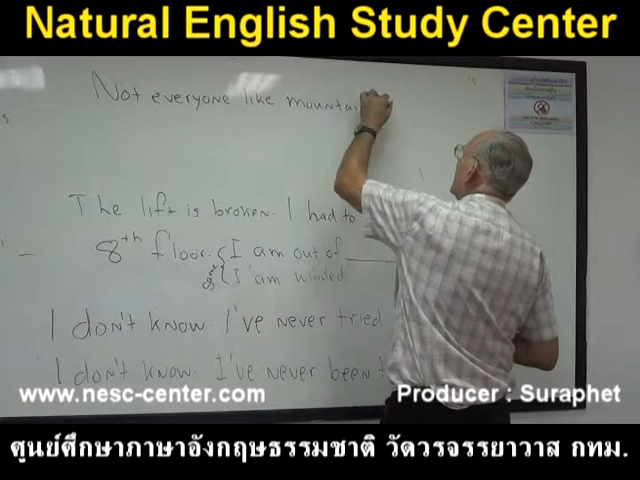 Natural English Study Center
Not everyone like mountai
The lift is broken. I had to
8th floor. { I am out of ____
I am winded
I don't know. I've never tried
I don't know. I've never been t
www.nesc-center.com Producer : Suraphet
ศูนย์ศึกษาภาษาอังกฤษธรรมชาติ วัดวรจรรยาวาส กทม.